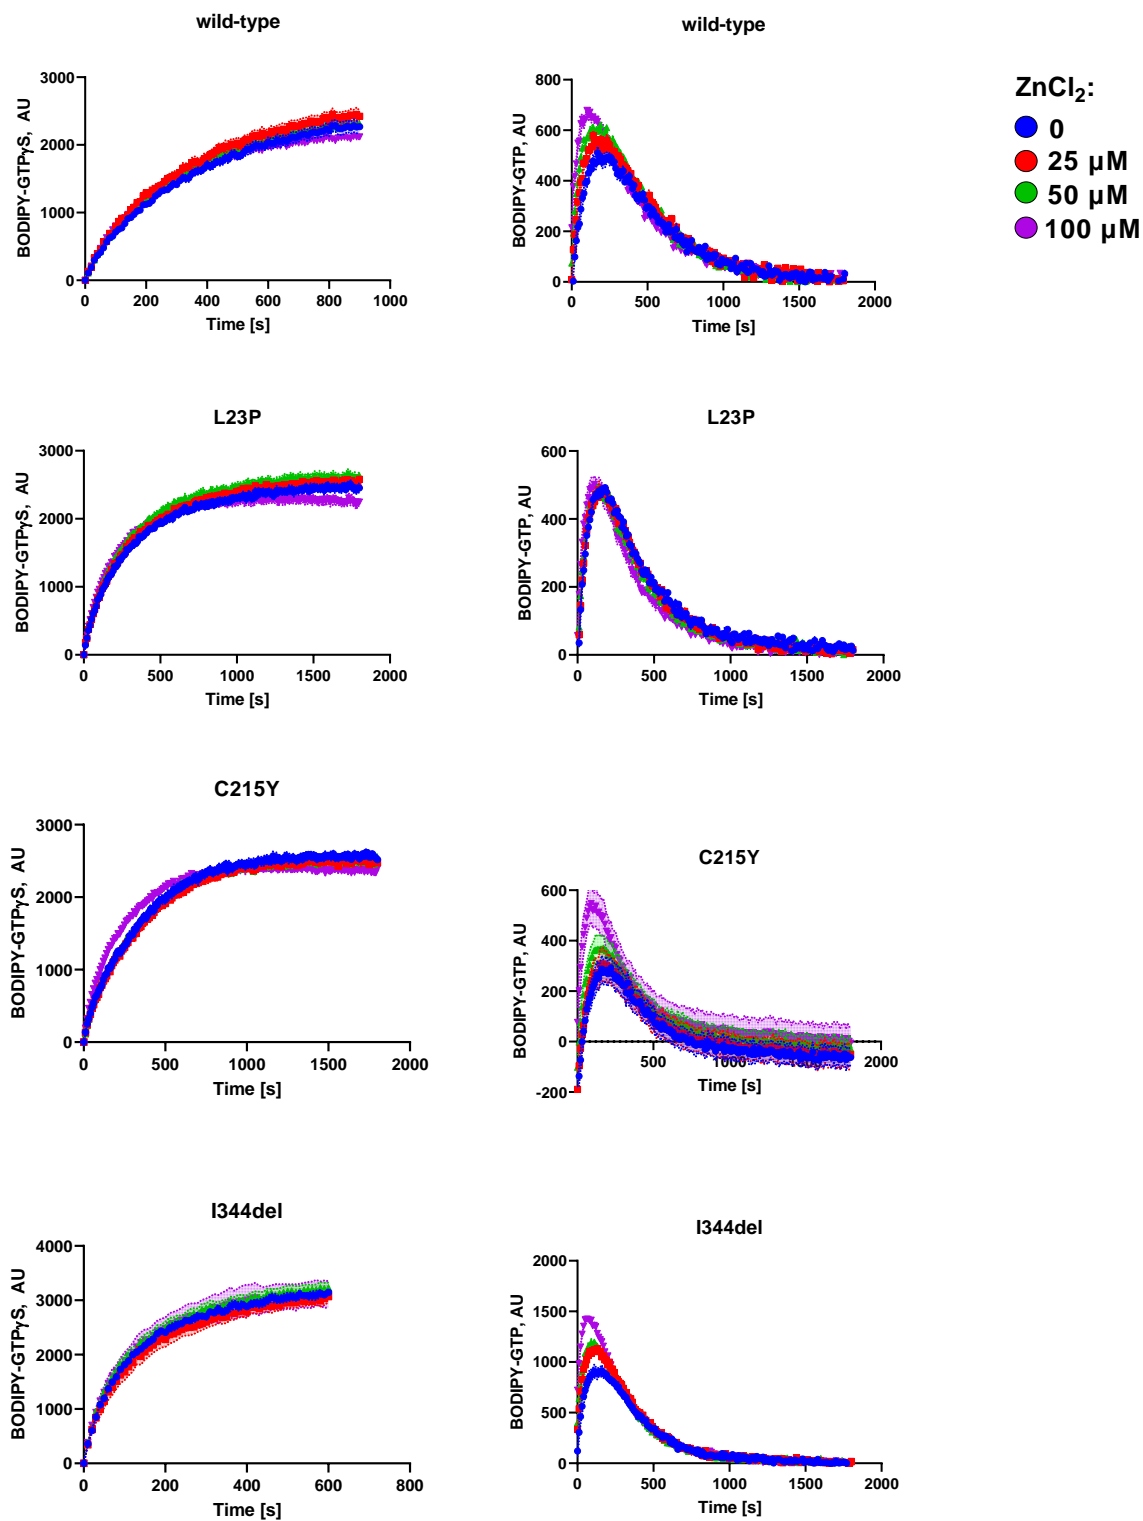 wild-type
BODIPY-GTPγS, AU
3000
2000
1000
0
0 200 400 600 800 1000
Time [s]
wild-type
BODIPY-GTP, AU
800
600
400
200
0
0 500 1000 1500 2000
Time [s]
ZnCl2:
0
25 μM
50 μM
100 μM
L23P
BODIPY-GTPγS, AU
3000
2000
1000
0
0 500 1000 1500 2000
Time [s]
L23P
BODIPY-GTP, AU
600
400
200
0
0 500 1000 1500 2000
Time [s]
C215Y
BODIPY-GTPγS, AU
3000
2000
1000
0
0 500 1000 1500 2000
Time [s]
C215Y
BODIPY-GTP, AU
600
400
200
0
-200
500 1000 1500 2000
Time [s]
I344del
BODIPY-GTPγS, AU
4000
3000
2000
1000
0
0 200 400 600 800
Time [s]
I344del
BODIPY-GTP, AU
2000
1500
1000
500
0
0 500 1000 1500 2000
Time [s]